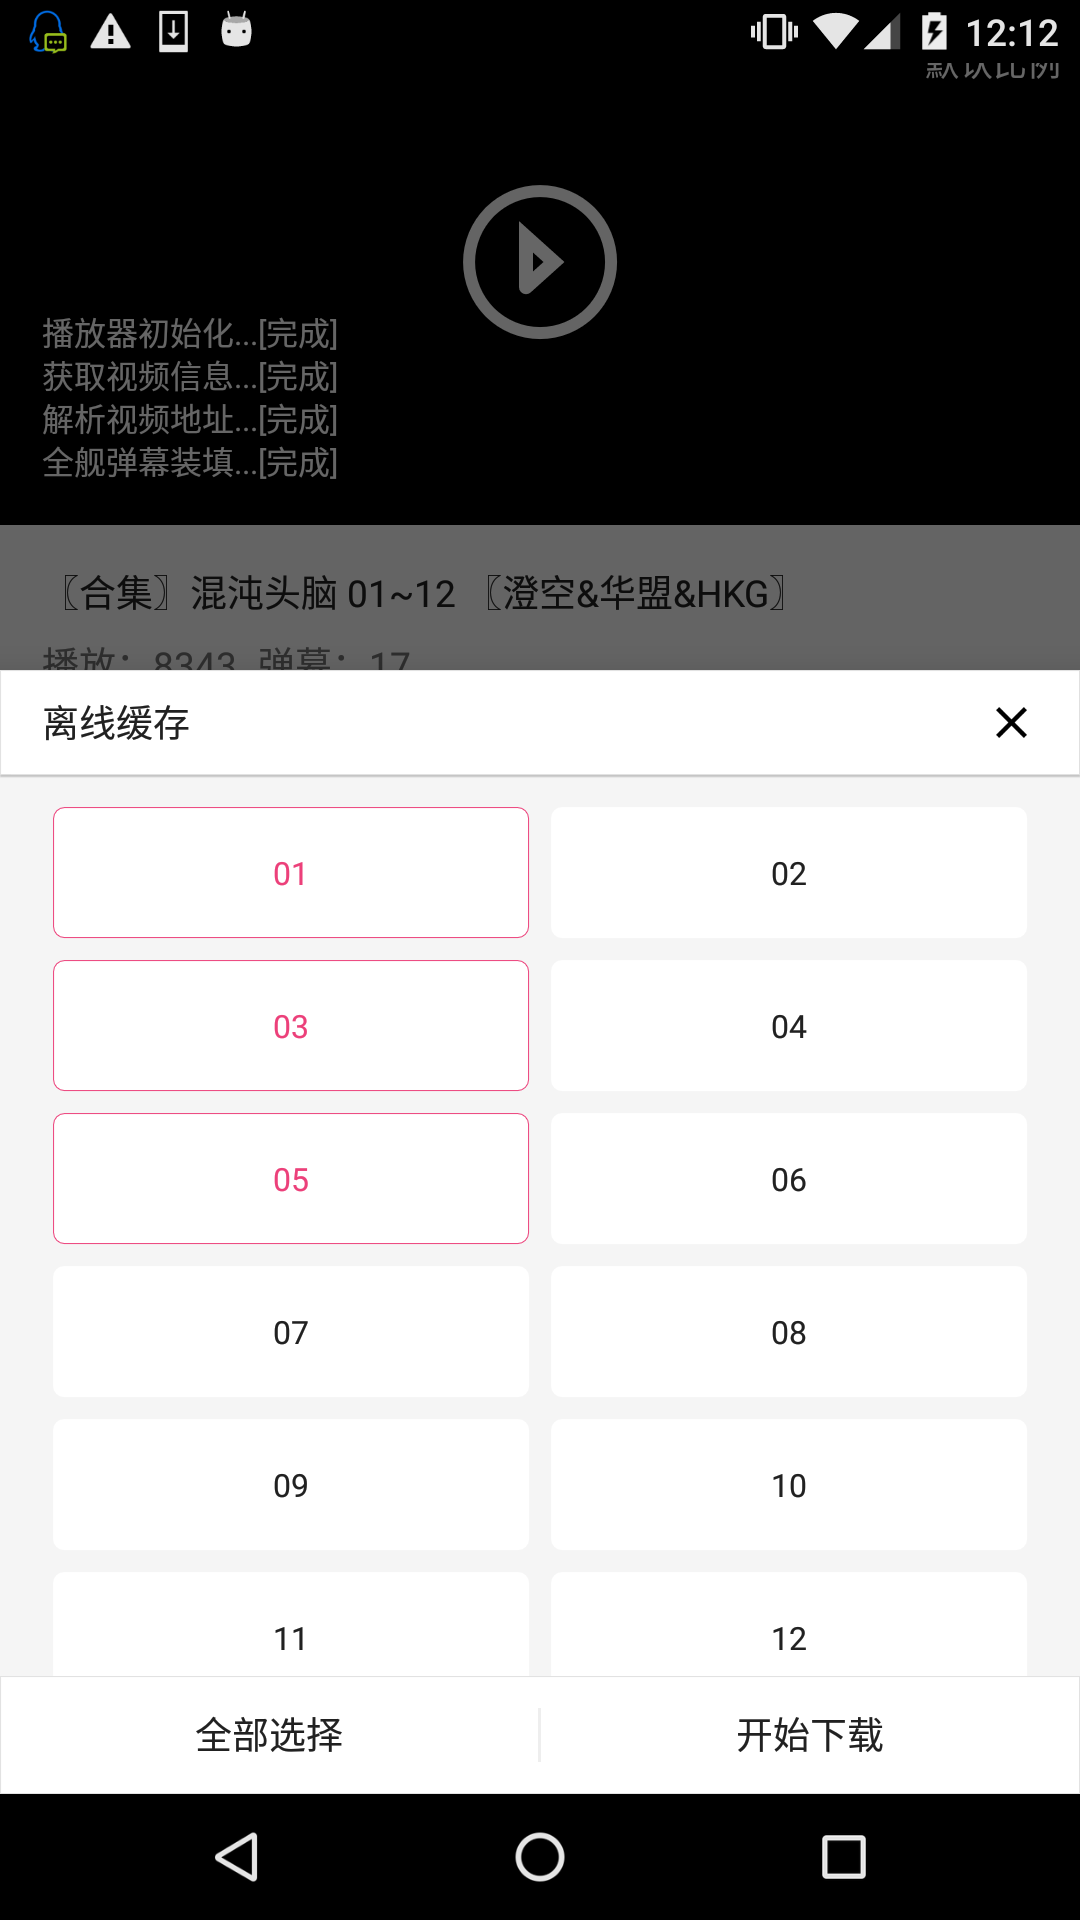 12:12
默认比例
播放器初始化...[完成]
获取视频信息...[完成]
解析视频地址...[完成]
全舰弹幕装填...[完成]
〖合集〗混沌头脑 01~12 〖澄空&华盟&HKG〗
播放：8343 弹幕：17
离线缓存
01
02
03
04
05
06
07
08
09
10
11
12
全部选择
开始下载